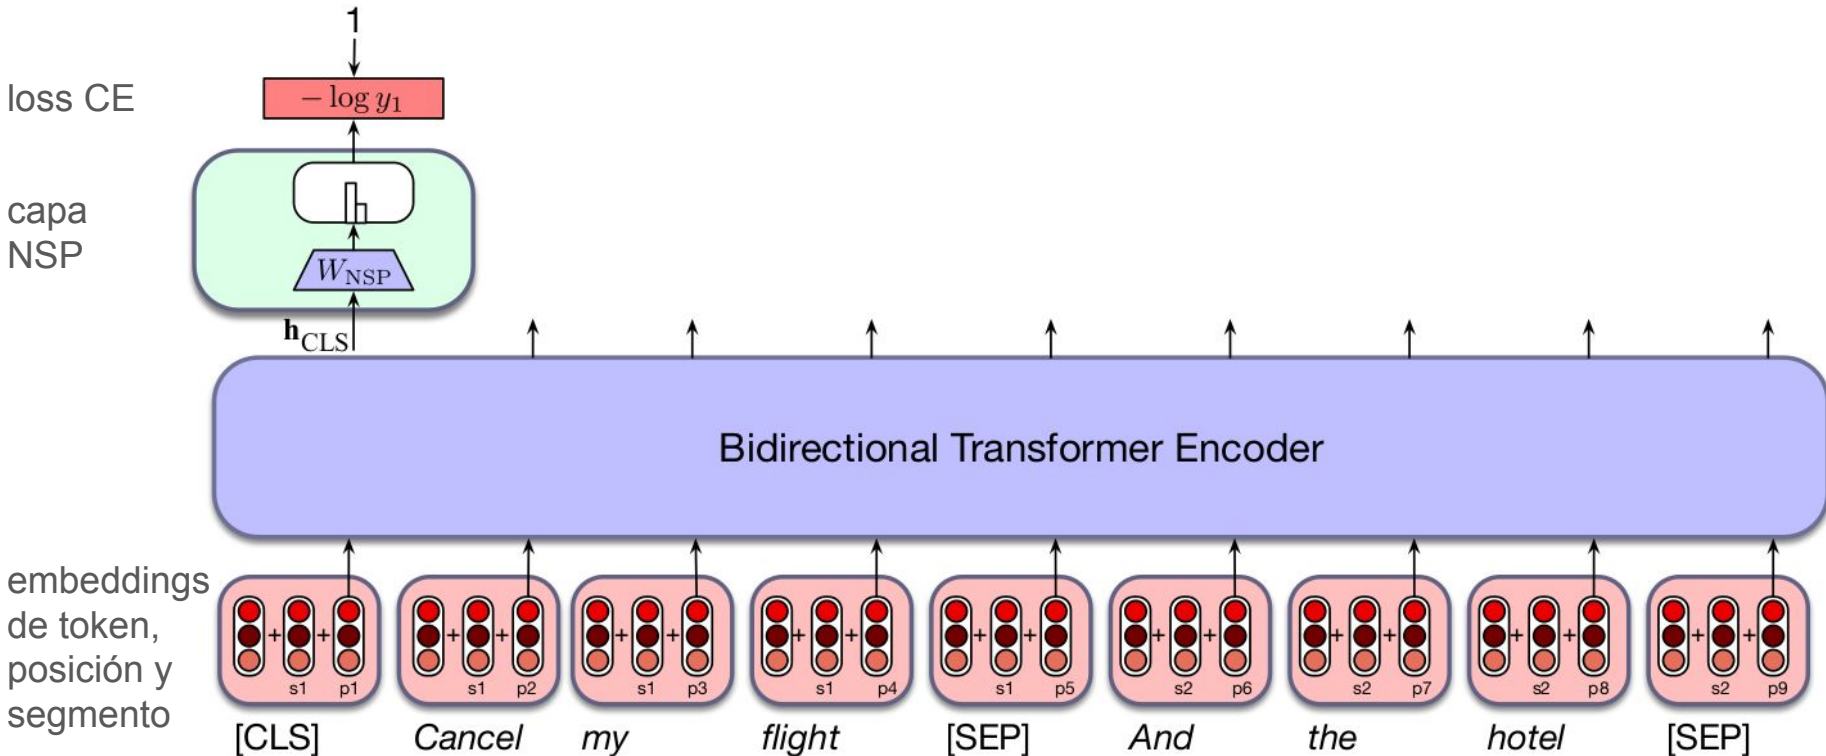 1
loss CE
− log y₁
capa
NSP
W_NSP
h_CLS
Bidirectional Transformer Encoder
embeddings
de token,
posición y
segmento
+ + + + + + + + + + + + + + + + + +
s1 p1 s1 p2 s1 p3 s1 p4 s1 p5 s2 p6 s2 p7 s2 p8 s2 p9
[CLS] Cancel my flight [SEP] And the hotel [SEP]